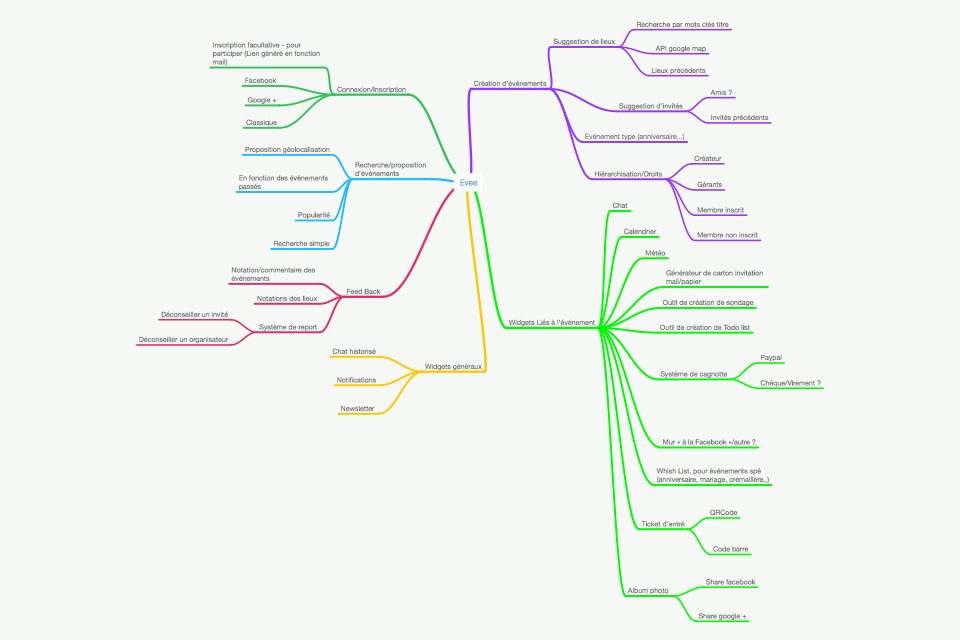 Evee
Connexion/Inscription
Inscription facultative - pour
participer (Lien généré en fonction
mail)
Facebook
Google +
Classique
Recherche/proposition
d'événements
Proposition géolocalisation
En fonction des événements
passés
Popularité
Recherche simple
Feed Back
Notation/commentaire des
événements
Notations des lieux
Système de report
Déconseiller un invité
Déconseiller un organisateur
Widgets généraux
Chat historisé
Notifications
Newsletter
Création d'événements
Suggestion de lieux
Recherche par mots clés titre
API google map
Lieux précédents
Suggestion d'invités
Amis ?
Invités précédents
Evénement type (anniversaire,..)
Hiérarchisation/Droits
Créateur
Gérants
Membre inscrit
Membre non inscrit
Widgets Liés à l'événement
Chat
Calendrier
Météo
Générateur de carton invitation
mail/papier
Outil de création de sondage
Outil de création de Todo list
Système de cagnotte
Paypal
Chèque/Virement ?
Mur « à la Facebook »/autre ?
Whish List, pour événements spé
(anniversaire, mariage, crémaillère,..)
Ticket d'entré
QRCode
Code barre
Album photo
Share facebook
Share google +